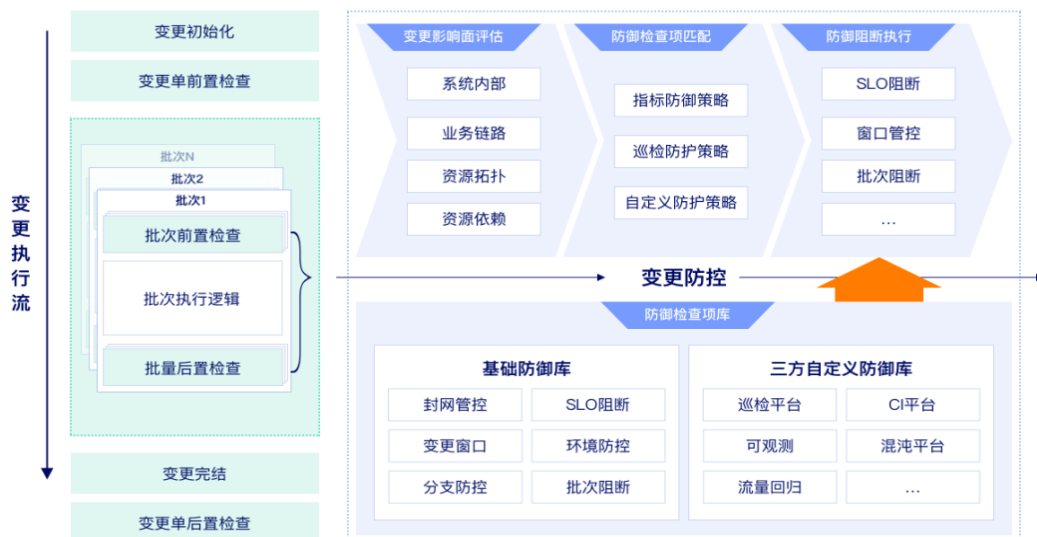 变更执行流
变更初始化
变更单前置检查
批次N
批次2
批次1
批次前置检查
批次执行逻辑
批量后置检查
变更完结
变更单后置检查
变更影响面评估
系统内部
业务链路
资源拓扑
资源依赖
防御检查项匹配
指标防御策略
巡检防护策略
自定义防护策略
防御阻断执行
SLO阻断
窗口管控
批次阻断
...
变更防控
防御检查项库
基础防御库
封网管控
SLO阻断
变更窗口
环境防控
分支防控
批次阻断
三方自定义防御库
巡检平台
CI平台
可观测
混沌平台
流量回归
...